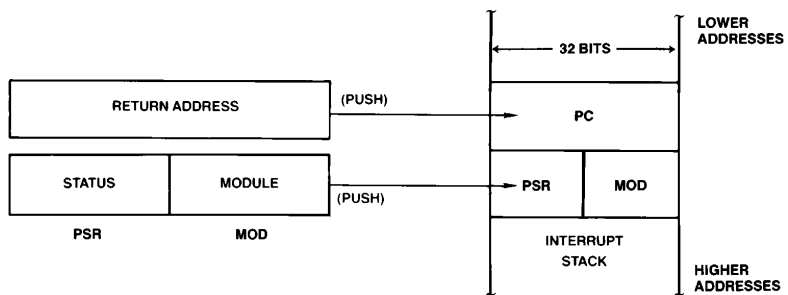 LOWER
ADDRESSES
32 BITS
RETURN ADDRESS
(PUSH)
PC
STATUS
MODULE
(PUSH)
PSR
MOD
PSR
MOD
INTERRUPT
STACK
HIGHER
ADDRESSES